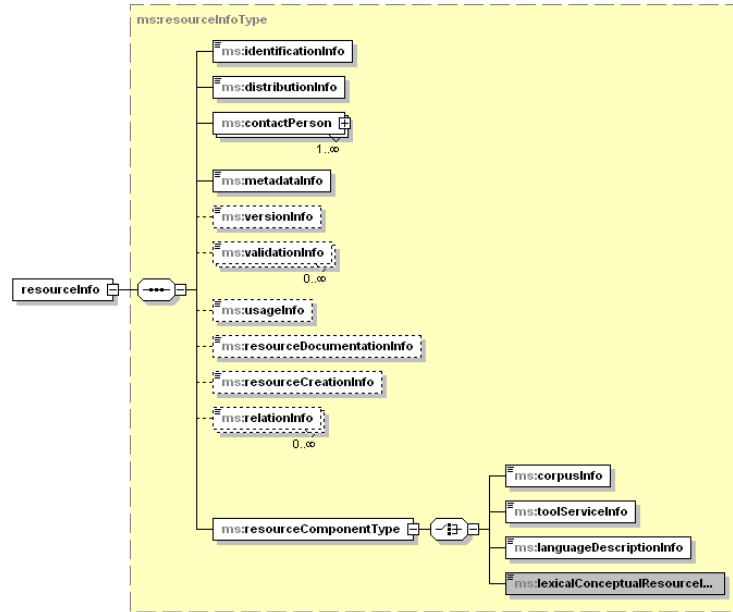 ms:resourceInfoType
ms:identificationInfo
ms:distributionInfo
ms:contactPerson
1..∞
ms:metadataInfo
ms:versionInfo
ms:validationInfo
0..∞
resourceInfo
ms:usageInfo
ms:resourceDocumentationInfo
ms:resourceCreationInfo
ms:relationInfo
0..∞
ms:corpusInfo
ms:toolServiceInfo
ms:resourceComponentType
ms:languageDescriptionInfo
ms:lexicalConceptualResourceI...